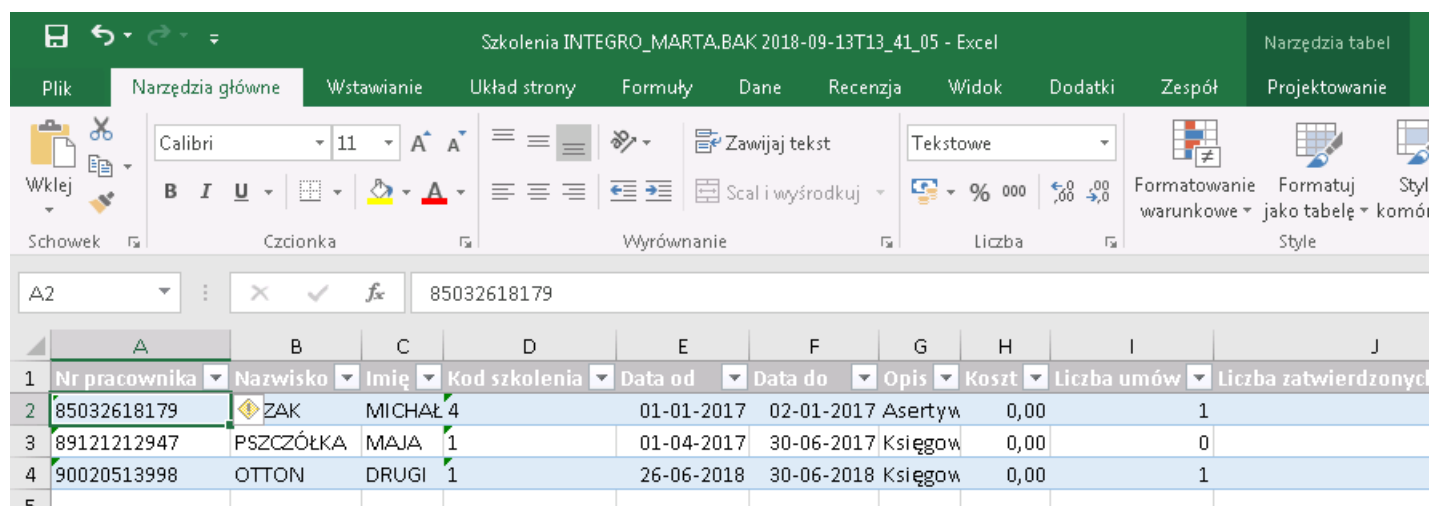 Szkolenia INTEGRO_MARTA.BAK 2018-09-13T13_41_05 - Excel Narzędzia tabel
Plik Narzędzia główne Wstawianie Układ strony Formuły Dane Recenzja Widok Dodatki Zespół Projektowanie
Calibri 11 A A Zawijaj tekst Tekstowe
Wklej B I U A Scal i wyśrodkuj % 000 ,0 ,00 ,00 ,0 Formatowanie warunkowe Formatuj jako tabelę
Schowek Czcionka Wyrównanie Liczba Style
A2 fx 85032618179
A B C D E F G H I J
1 Nr pracownika Nazwisko Imię Kod szkolenia Data od Data do Opis Koszt Liczba umów Liczba
2 85032618179 ZAK MICHAŁ 4 01-01-2017 02-01-2017 Asertyw 0,00 1
3 89121212947 PSZCZÓŁKA MAJA 1 01-04-2017 30-06-2017 Księgow 0,00 0
4 90020513998 OTTON DRUGI 1 26-06-2018 30-06-2018 Księgow 0,00 1